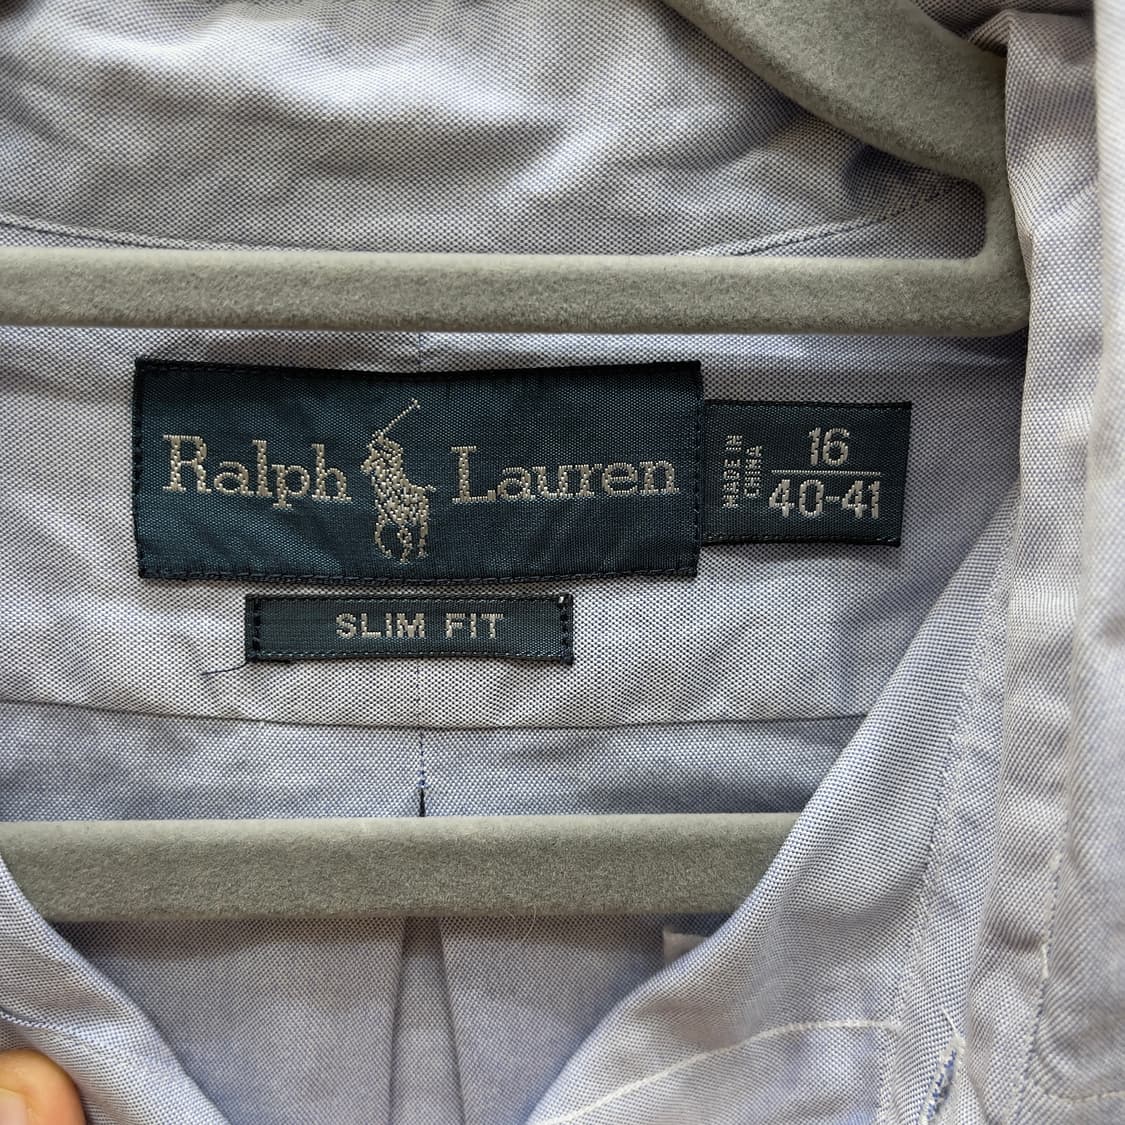 Ralph Lauren
MADE IN
CHINA
16
40-41
SLIM FIT